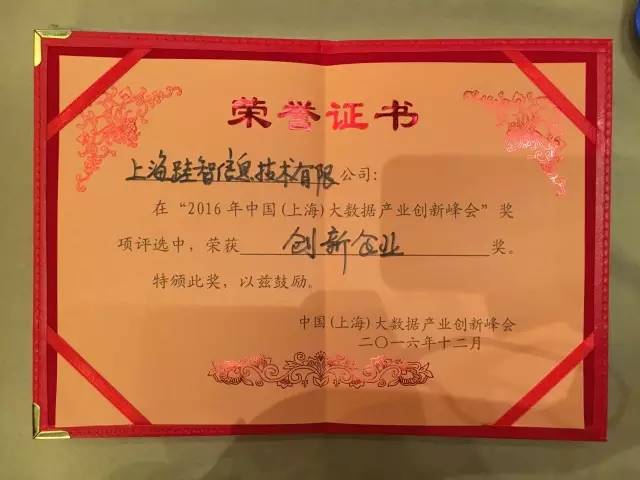 荣誉证书
上海跬智信息技术有限公司:
在“2016年中国(上海)大数据产业创新峰会”奖
项评选中，荣获创新企业奖。
特颁此奖，以兹鼓励。
中国(上海)大数据产业创新峰会
二〇一六年十二月